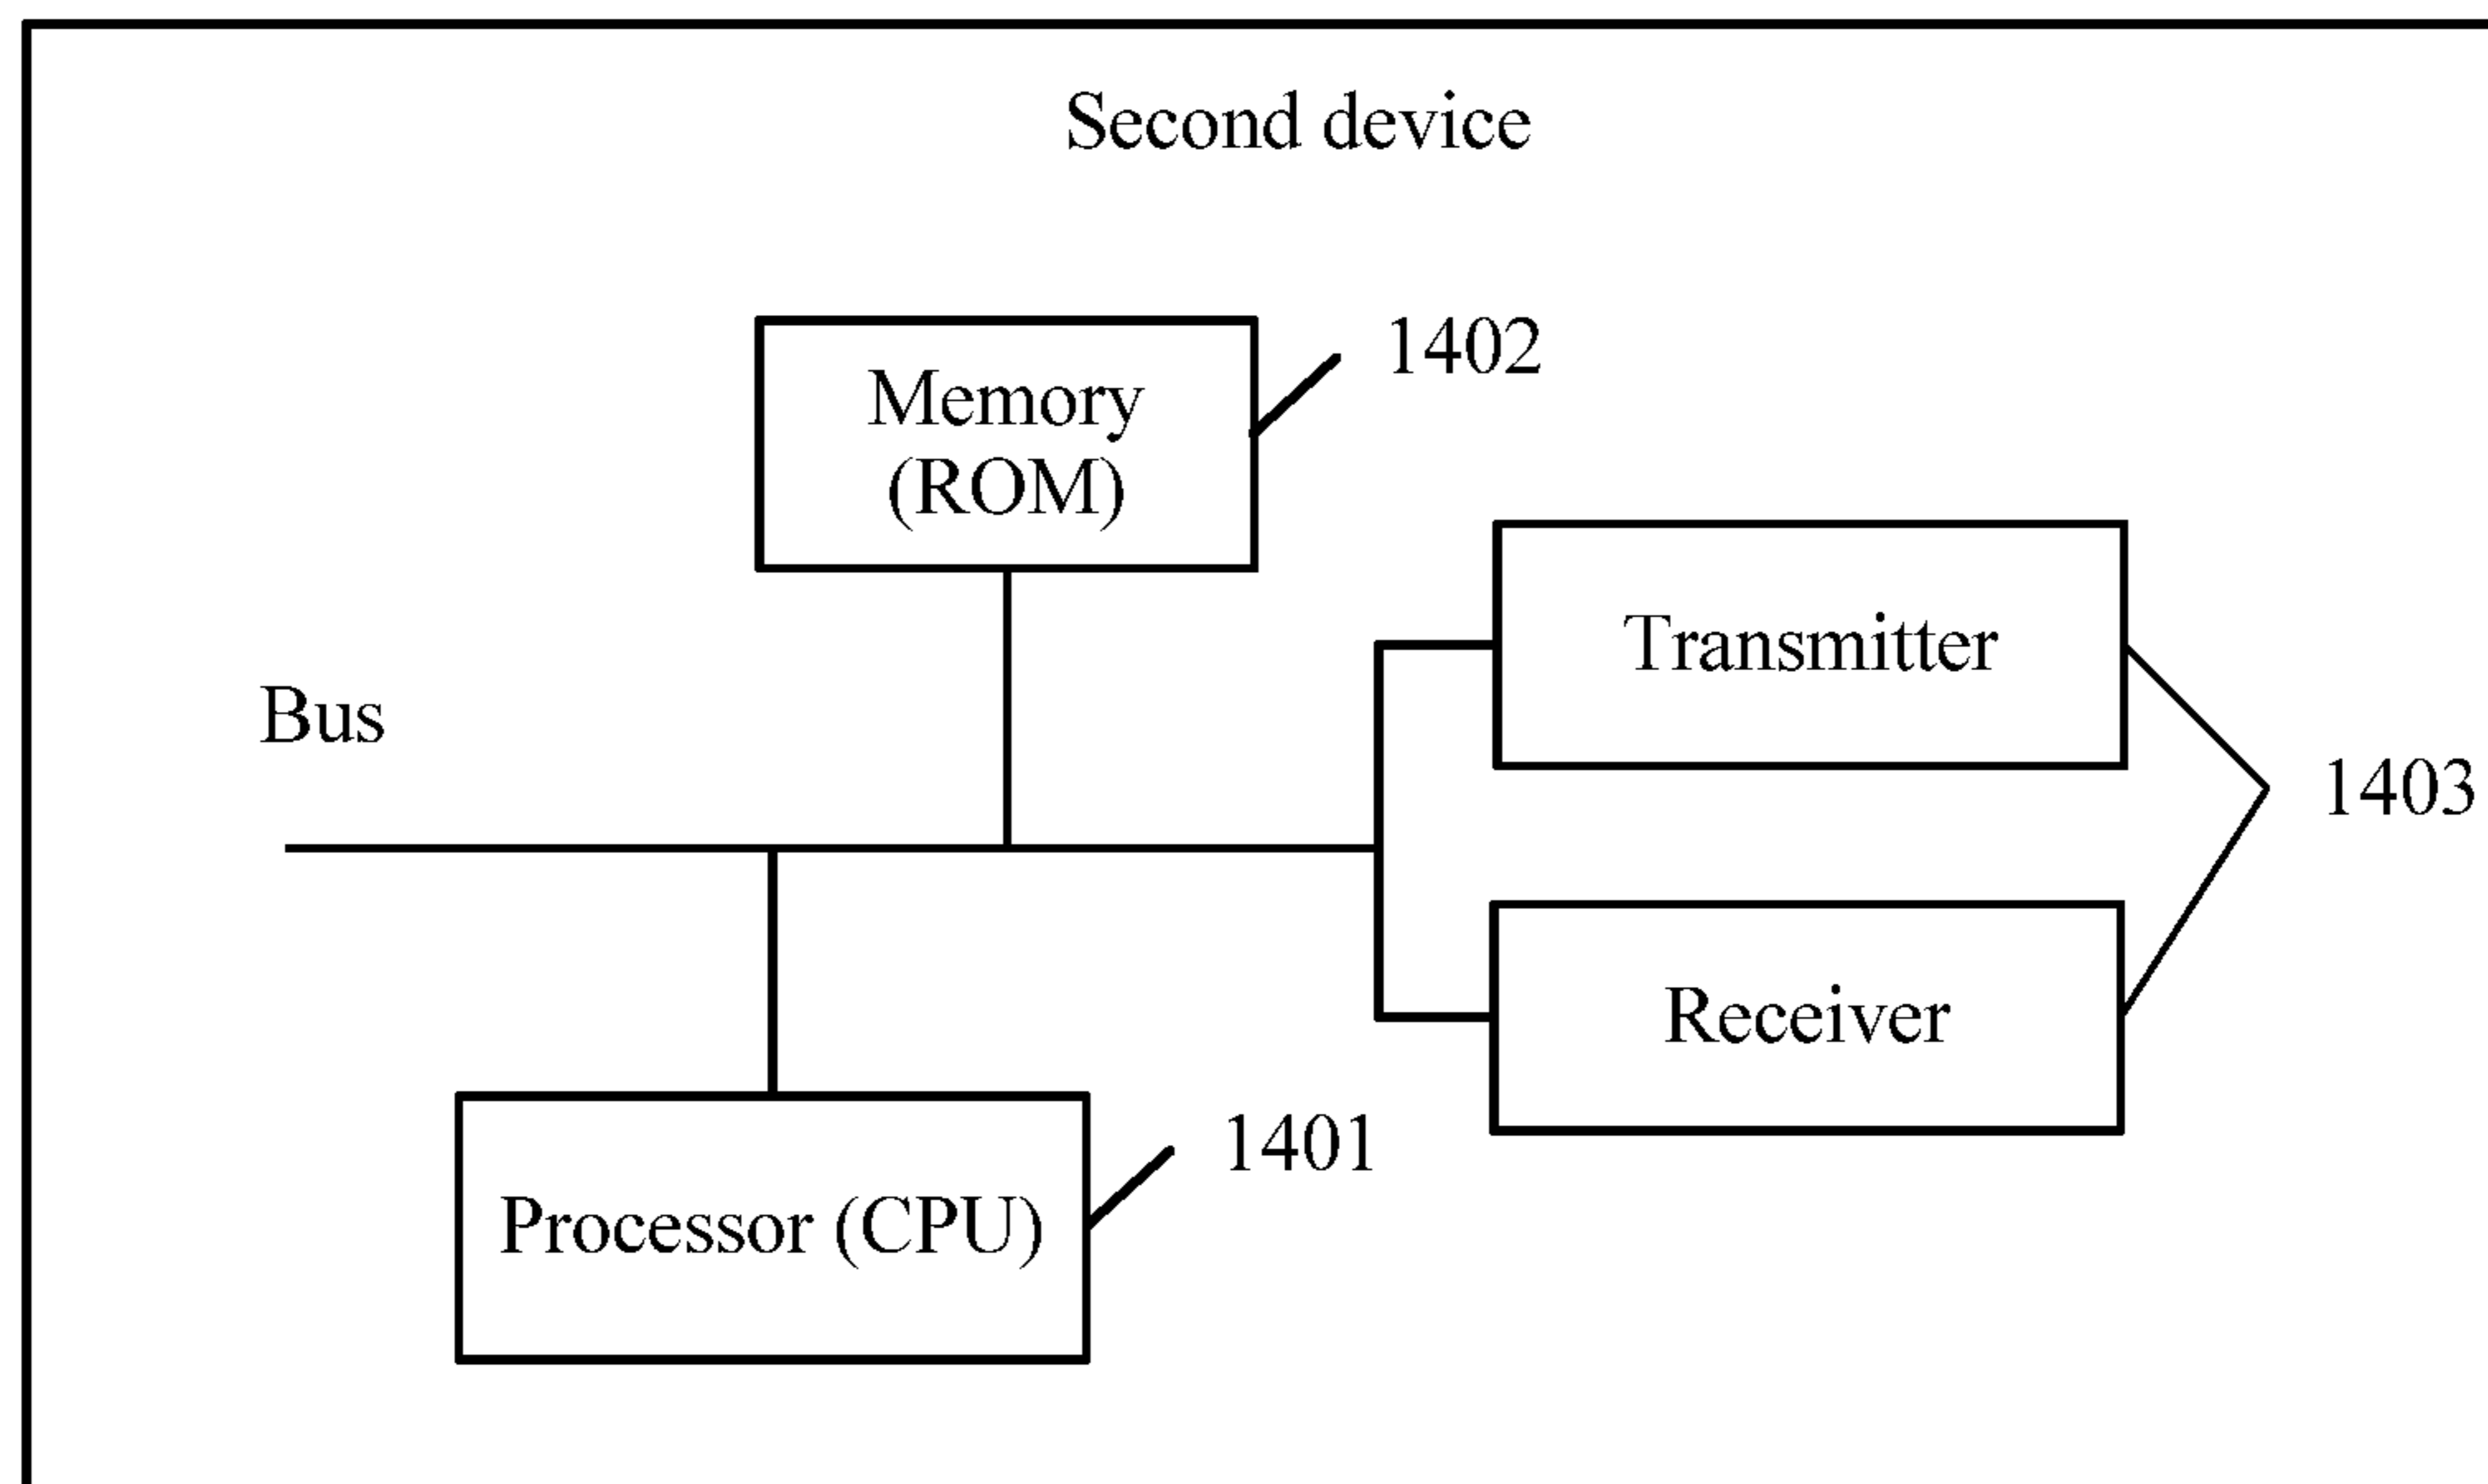 Second device
1402
Memory
(ROM)
Transmitter
Bus
1403
Receiver
1401
Processor (CPU)